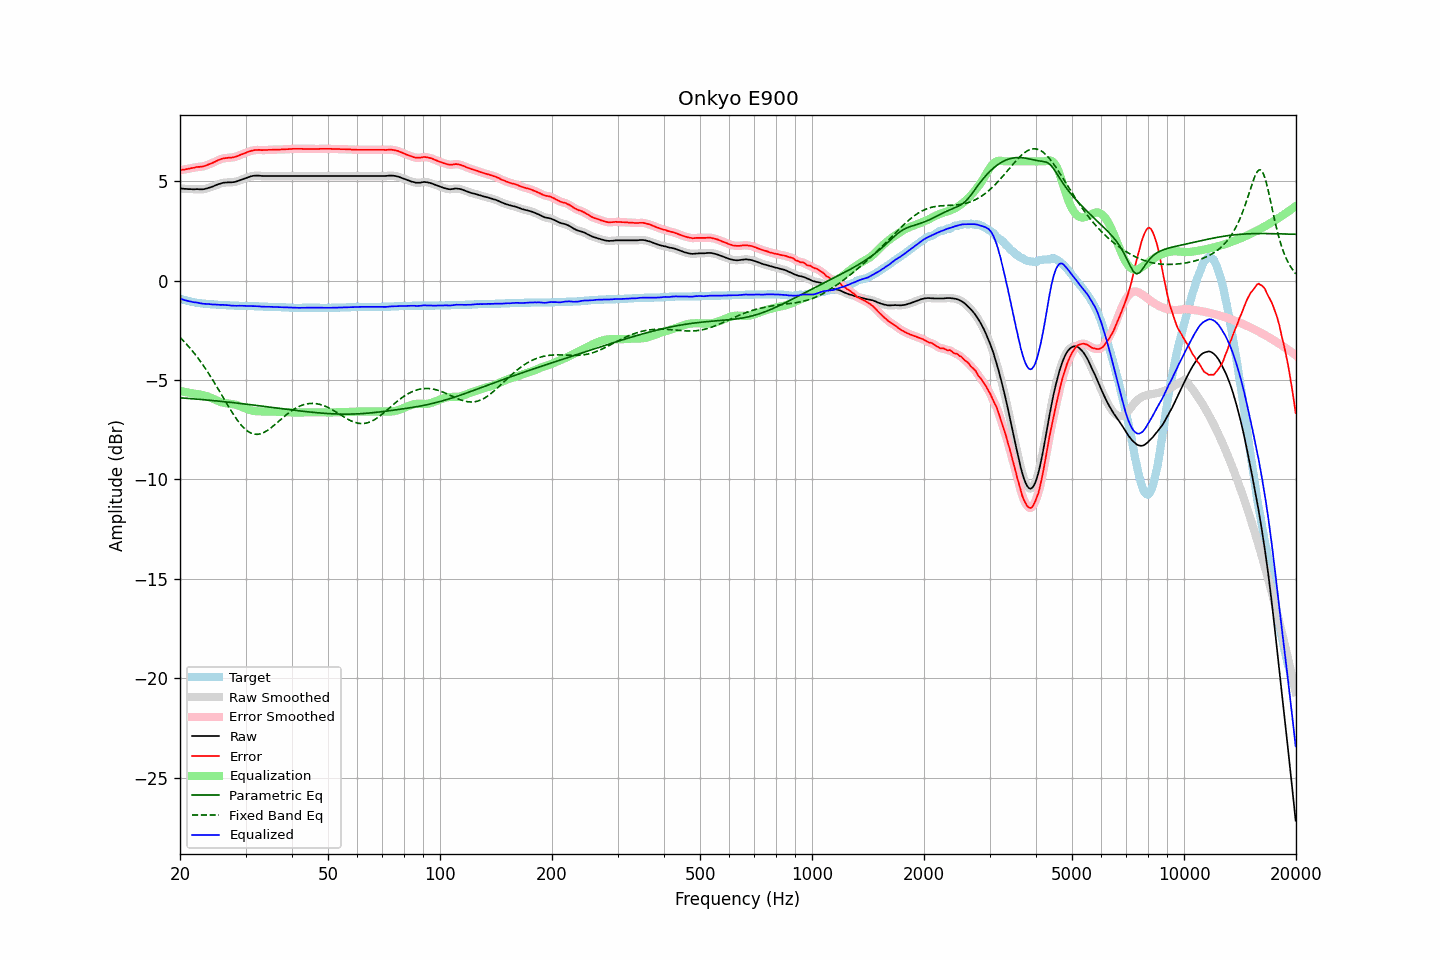 Onkyo E900
Amplitude (dBr)
5
0
−5
−10
−15
−20
−25
Target
Raw Smoothed
Error Smoothed
Raw
Error
Equalization
Parametric Eq
Fixed Band Eq
Equalized
20 50 100 200 500 1000 2000 5000 10000 20000
Frequency (Hz)